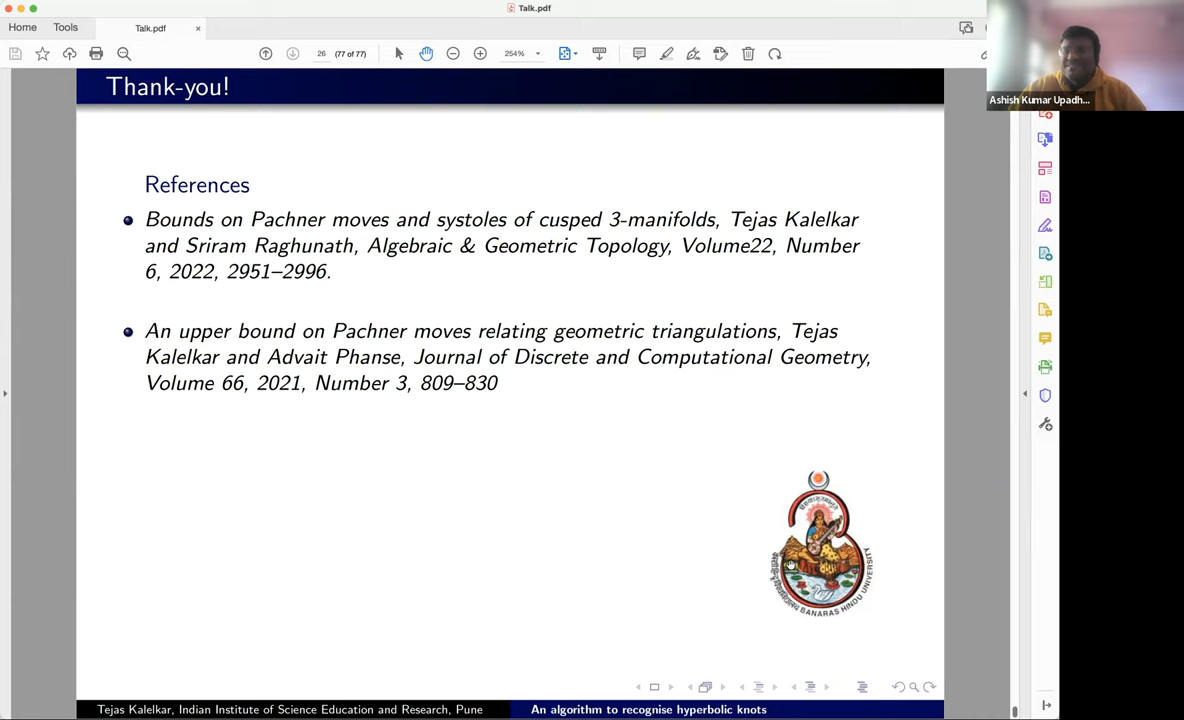 Talk.pdf
Home
Tools
Talk.pdf
×
26
(77 of 77)
254%
Thank-you!
Ashish Kumar Upadh...
References
Bounds on Pachner moves and systoles of cusped 3-manifolds, Tejas Kalelkar
and Sriram Raghunath, Algebraic & Geometric Topology, Volume22, Number
6, 2022, 2951–2996.
An upper bound on Pachner moves relating geometric triangulations, Tejas
Kalelkar and Advait Phanse, Journal of Discrete and Computational Geometry,
Volume 66, 2021, Number 3, 809–830
BANARAS HINDU UNIVERSITY
Tejas Kalelkar, Indian Institute of Science Education and Research, Pune
An algorithm to recognise hyperbolic knots